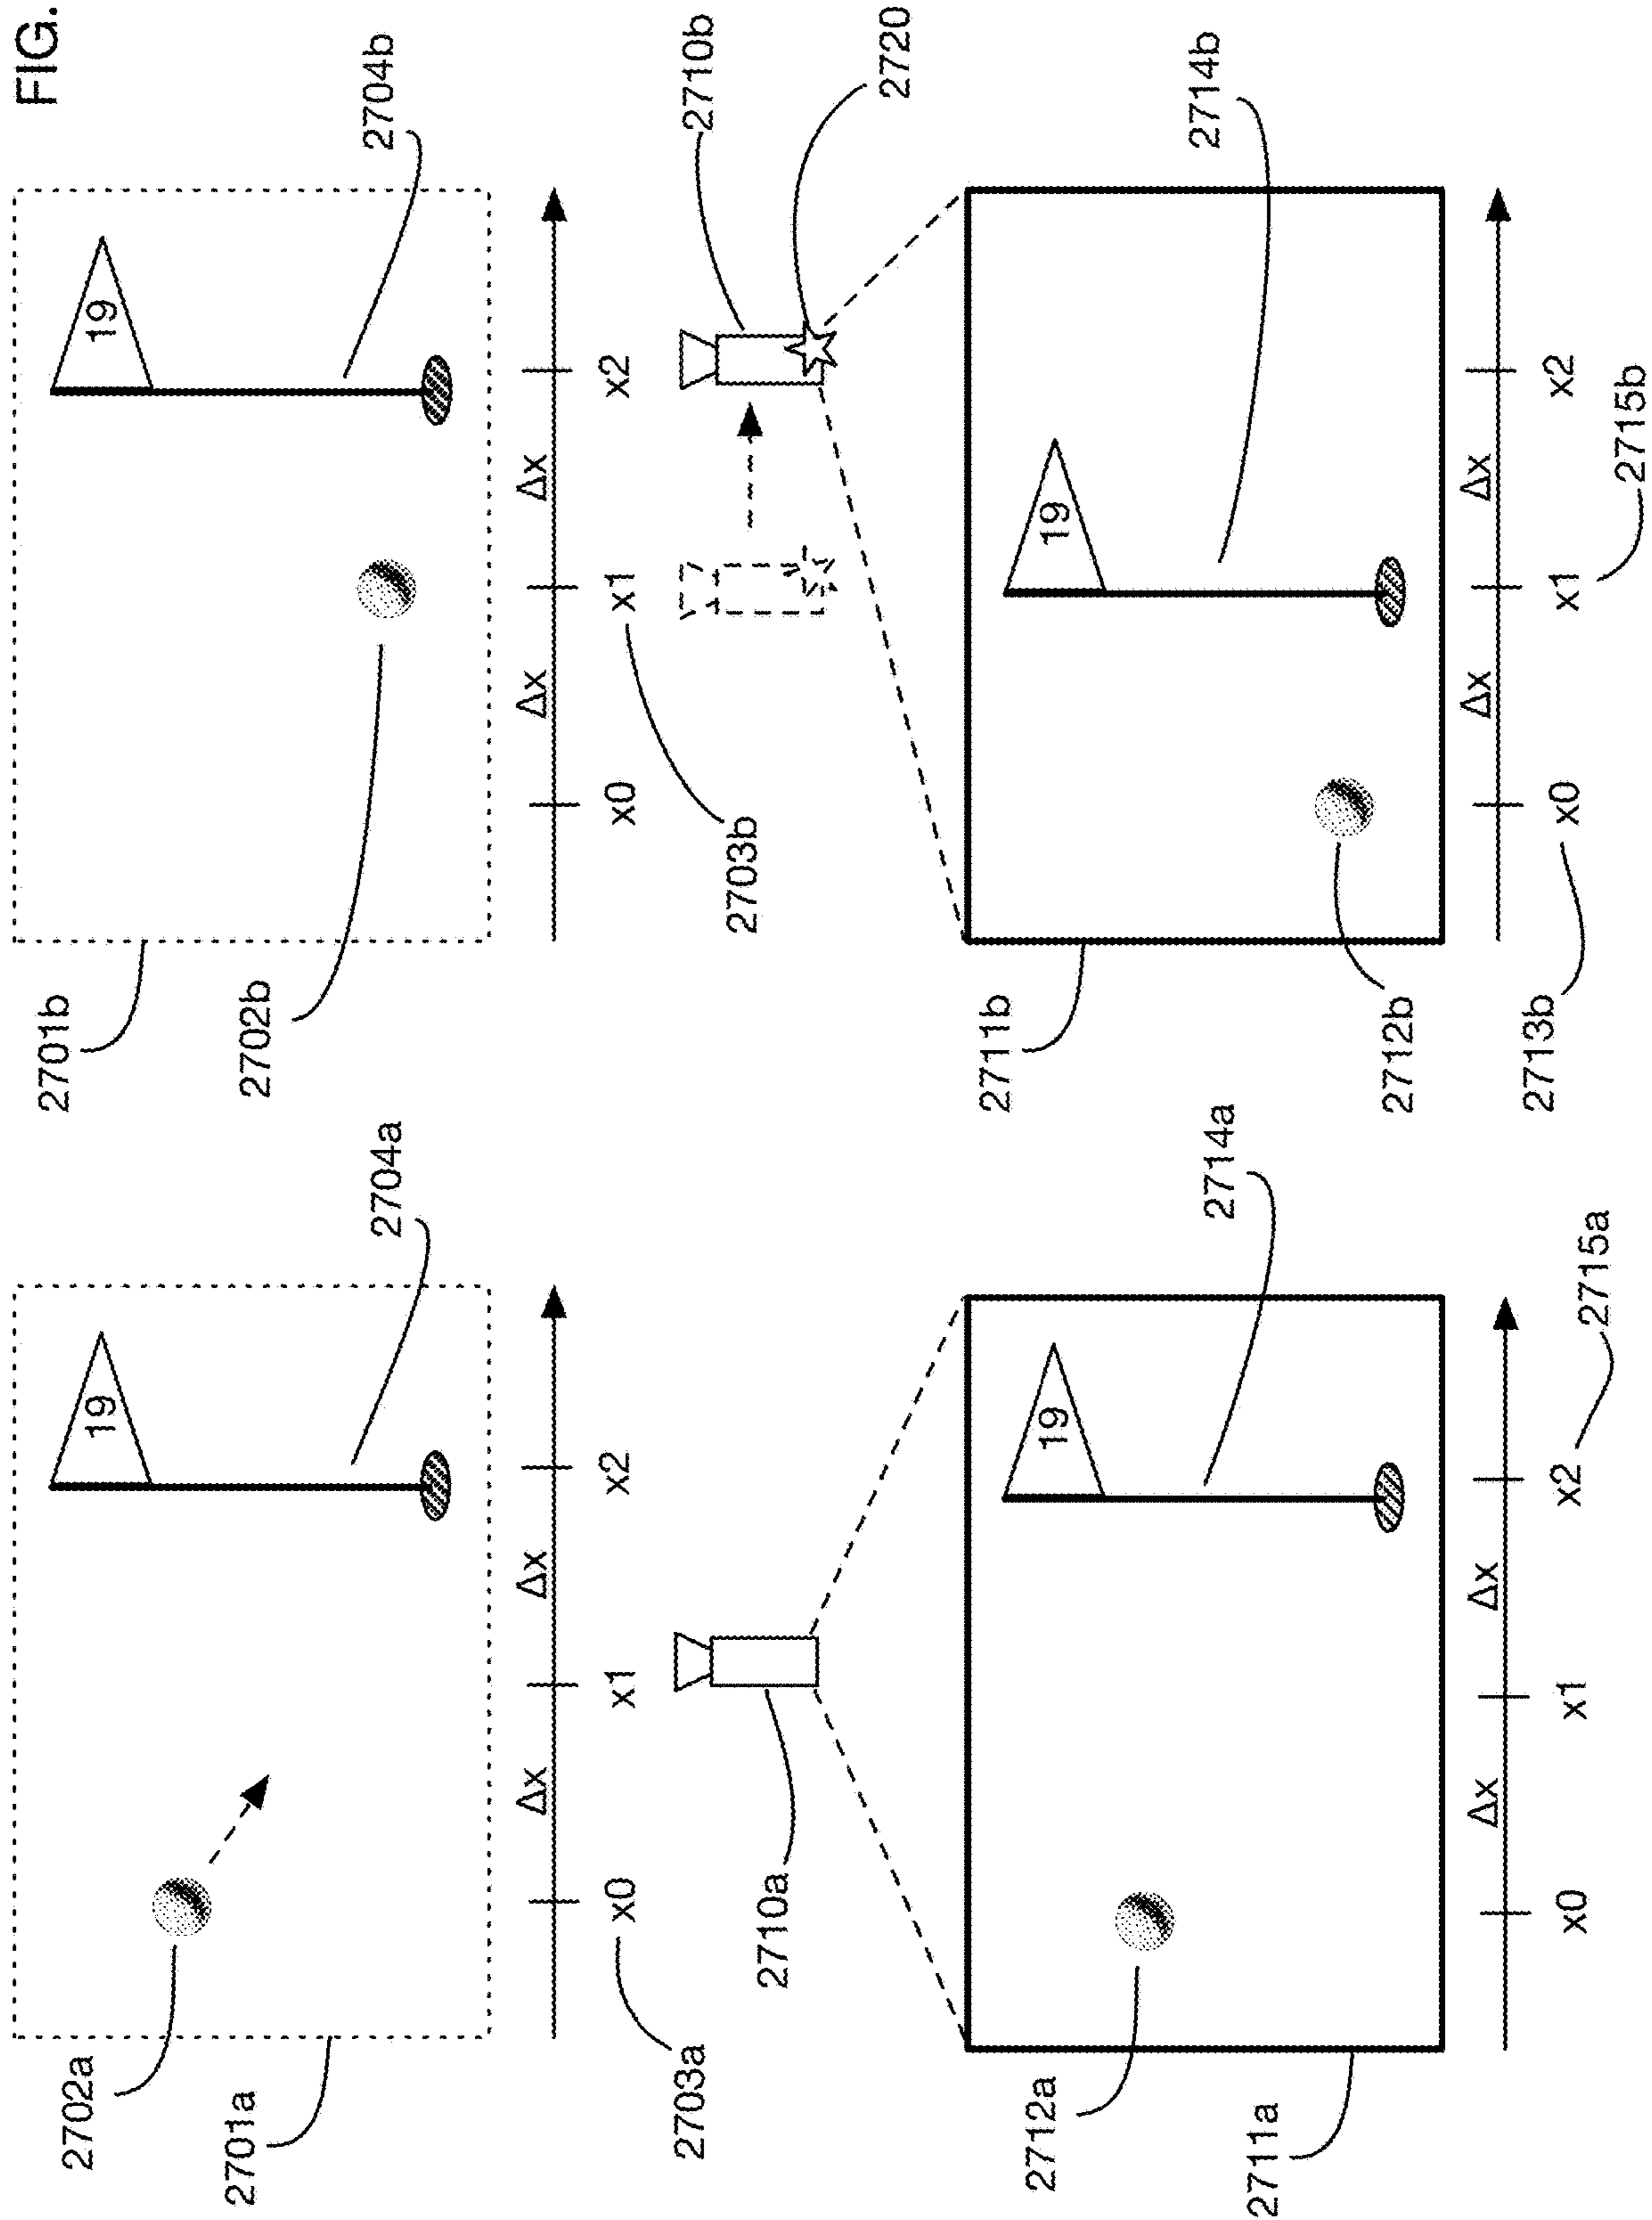 FIG.
2702a
2701a
19
2704a
Δx
Δx
x0
x1
x2
2703a
2710a
2712a
2711a
19
2714a
Δx
Δx
x0
x1
x2
2715a
2701b
2702b
19
2704b
Δx
Δx
x0
x1
x2
2703b
2710b
2720
2711b
2712b
19
2714b
Δx
Δx
x0
x1
x2
2713b
2715b